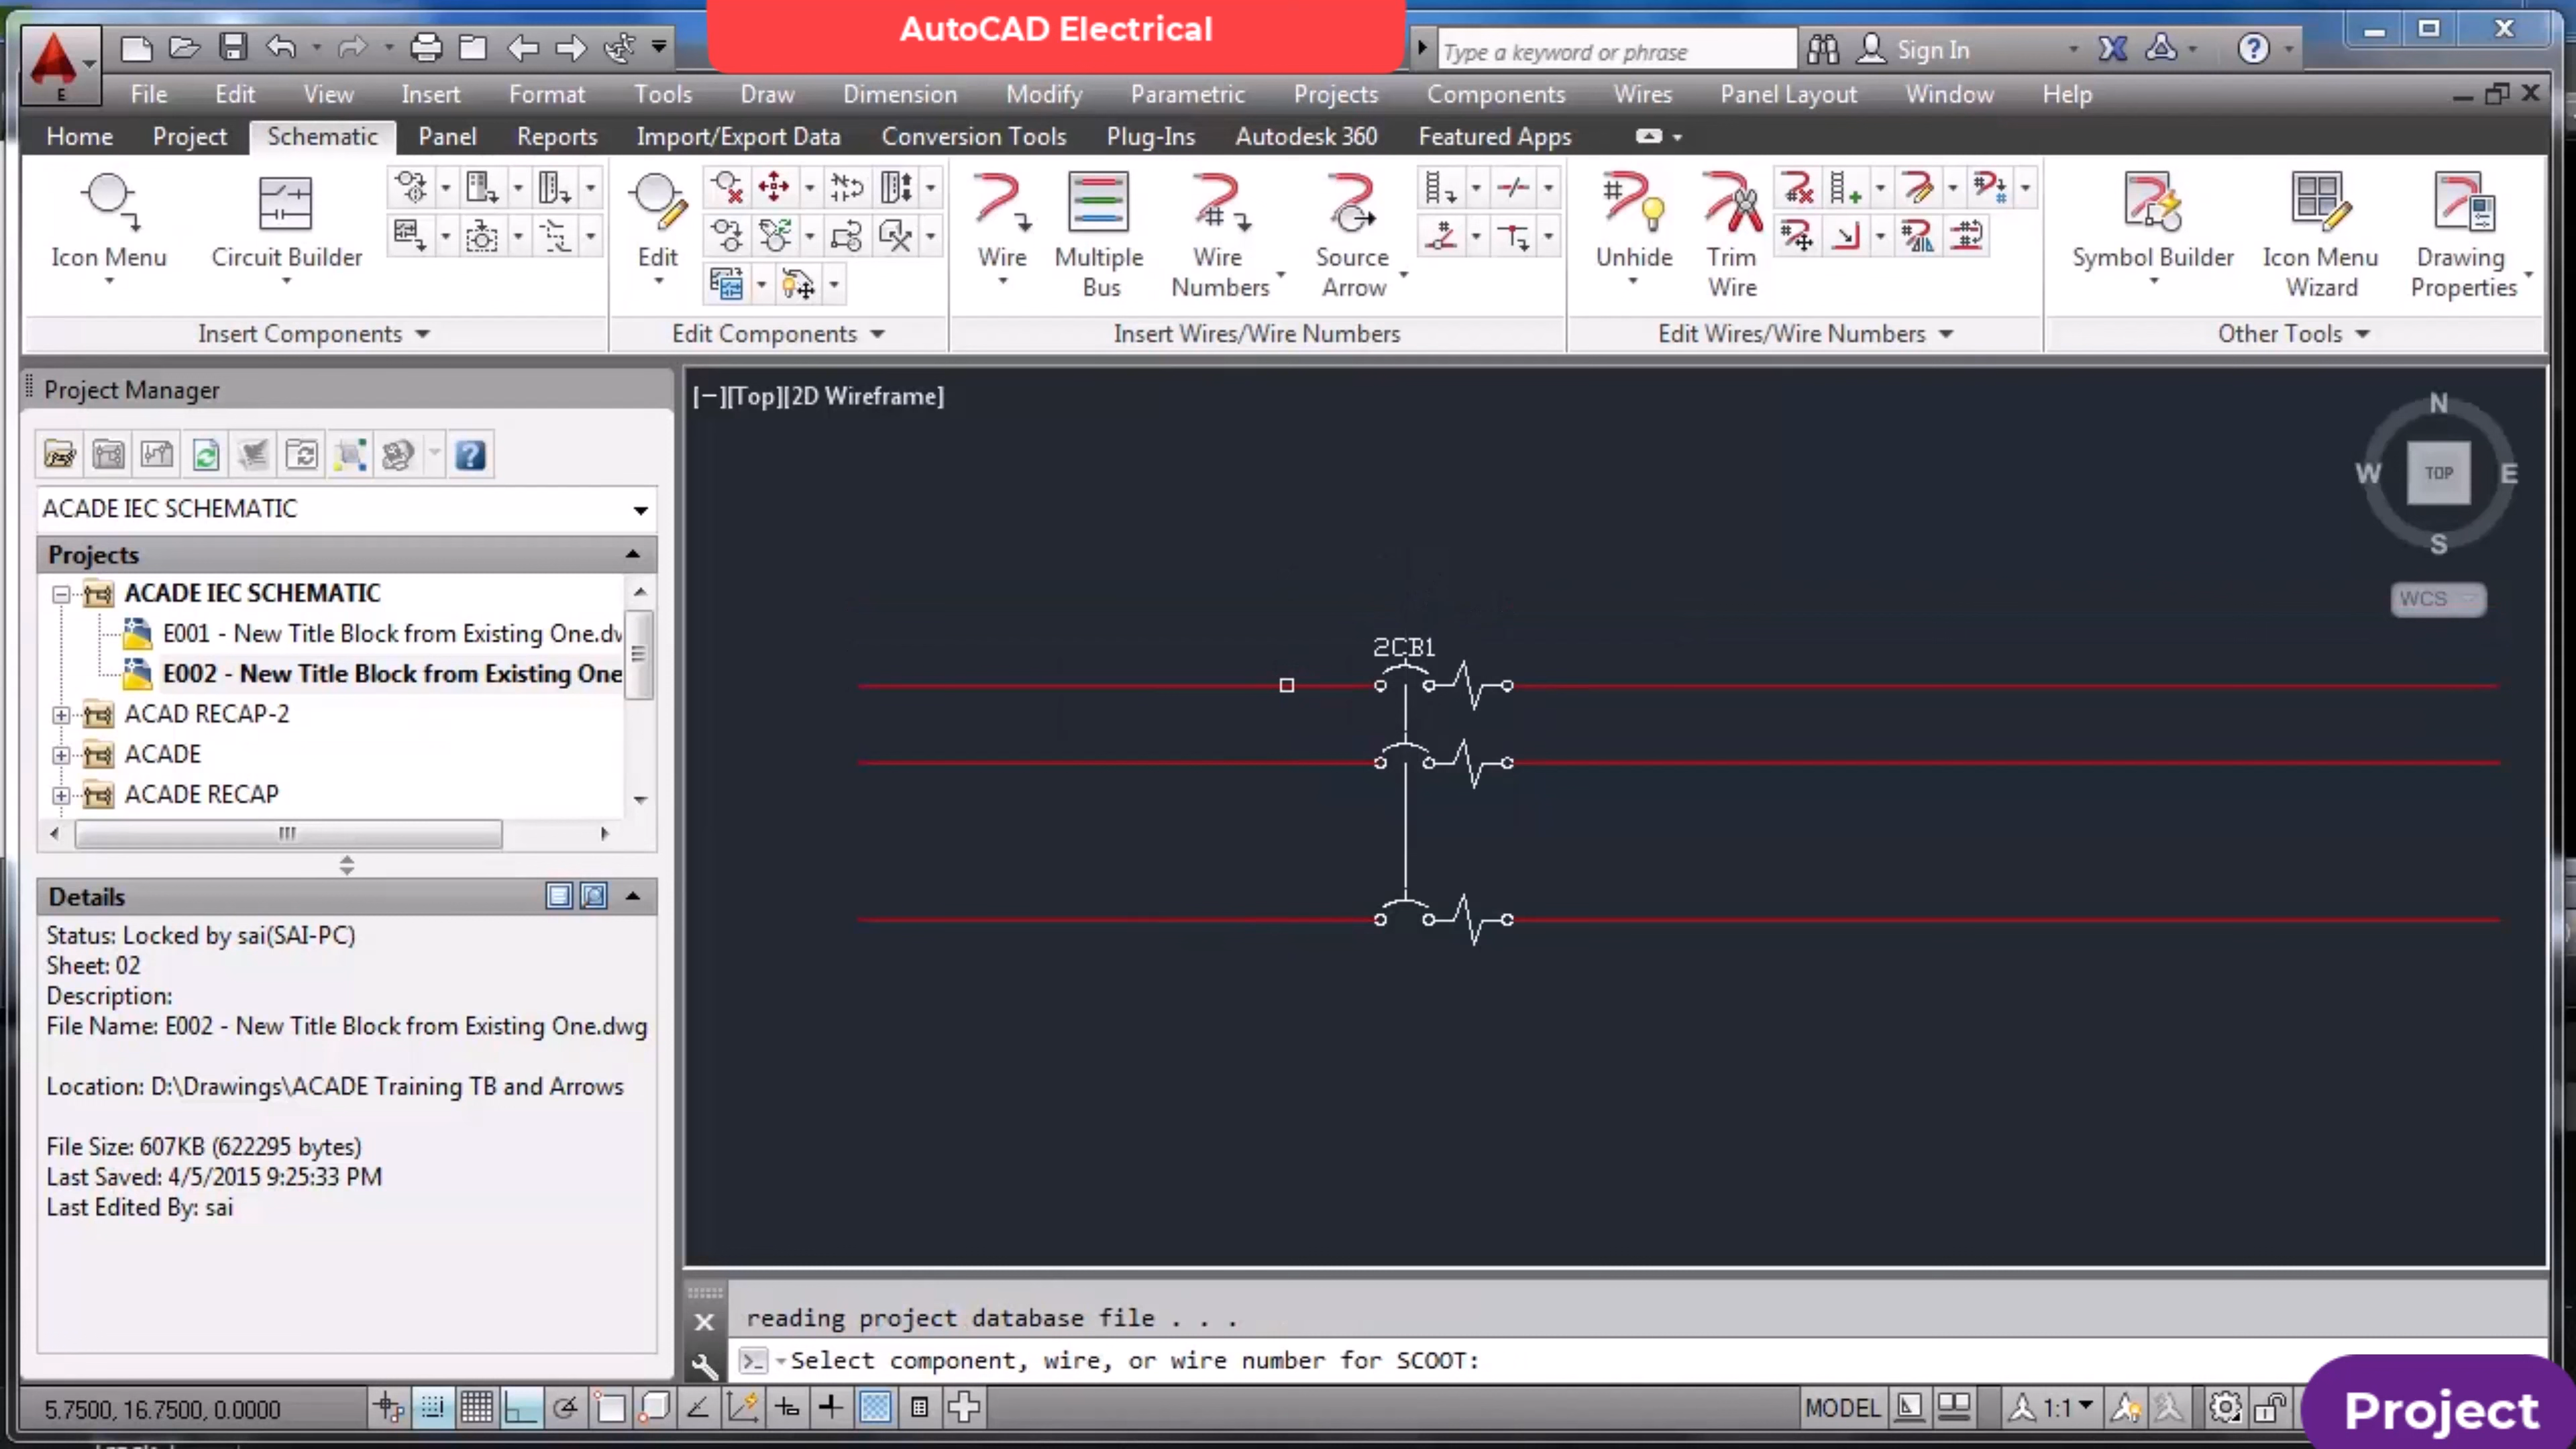 AutoCAD Electrical
Type a keyword or phrase
Sign In
E
File Edit View Insert Format Tools Draw Dimension Modify Parametric Projects Components Wires Panel Layout Window Help
Home Project Schematic Panel Reports Import/Export Data Conversion Tools Plug-Ins Autodesk 360 Featured Apps
Icon Menu
Circuit Builder
Edit
Wire
Multiple Bus
Wire Numbers
Source Arrow
Unhide
Trim Wire
Symbol Builder
Icon Menu Wizard
Drawing Properties
Insert Components
Edit Components
Insert Wires/Wire Numbers
Edit Wires/Wire Numbers
Other Tools
Project Manager
ACADE IEC SCHEMATIC
Projects
ACADE IEC SCHEMATIC
E001 - New Title Block from Existing One.dv
E002 - New Title Block from Existing One
ACAD RECAP-2
ACADE
ACADE RECAP
Details
Status: Locked by sai(SAI-PC)
Sheet: 02
Description:
File Name: E002 - New Title Block from Existing One.dwg
Location: D:\Drawings\ACADE Training TB and Arrows
File Size: 607KB (622295 bytes)
Last Saved: 4/5/2015 9:25:33 PM
Last Edited By: sai
[−][Top][2D Wireframe]
N
W TOP E
S
WCS
2CB1
reading project database file . . .
Select component, wire, or wire number for SCOOT:
5.7500, 16.7500, 0.0000
MODEL
1:1
Project